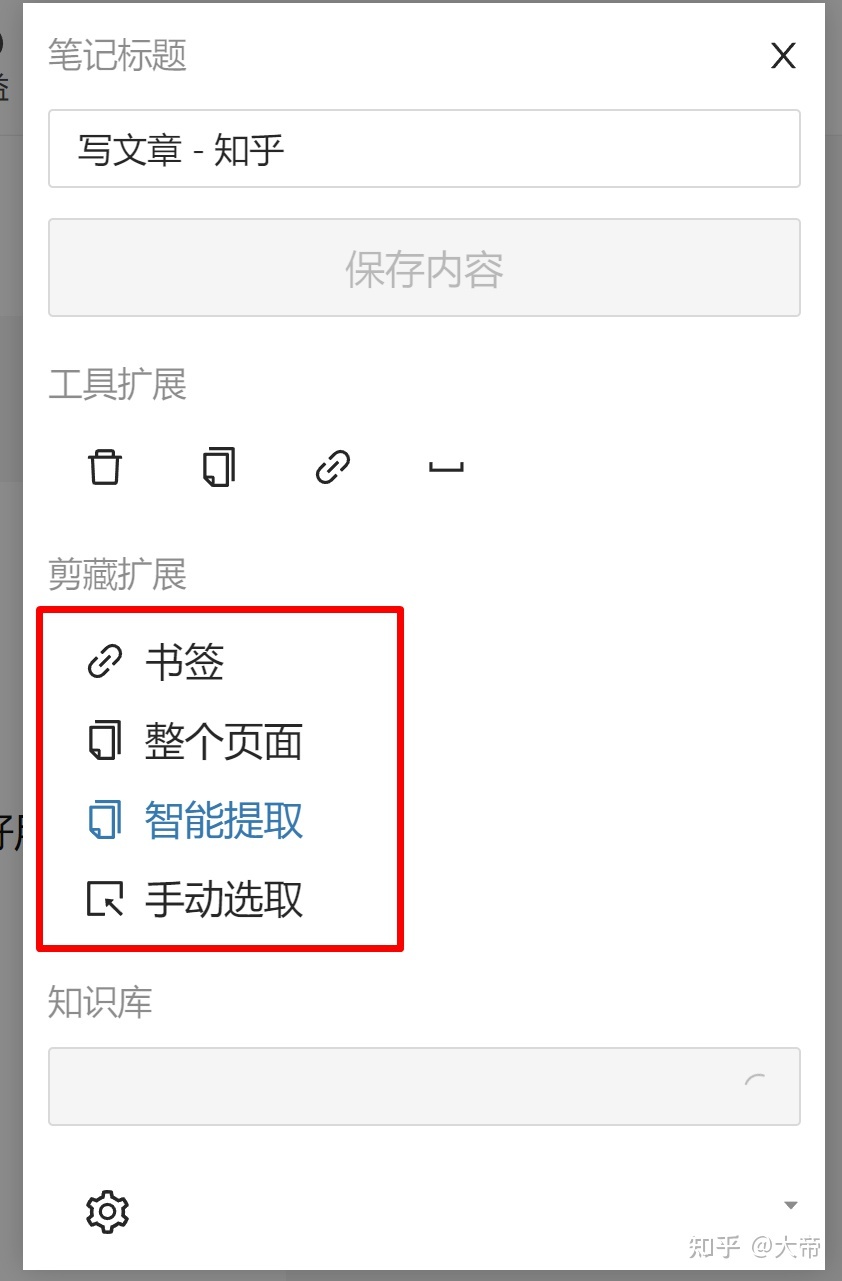 笔记标题
X
写文章 - 知乎
保存内容
工具扩展
剪藏扩展
书签
整个页面
智能提取
手动选取
知识库
知乎 @大帝